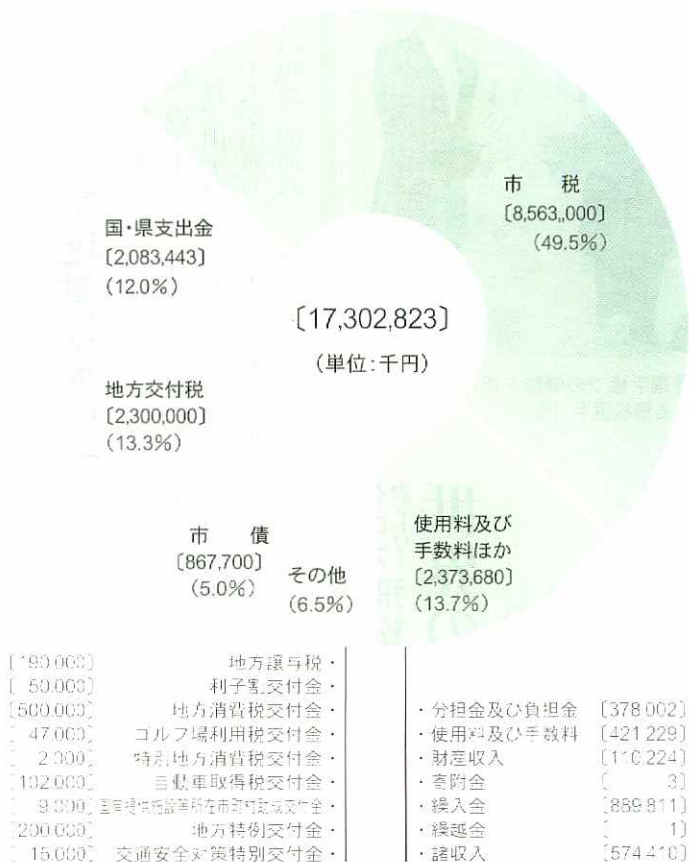 市 税
[8,563,,000]
(49.5%)
国・県支出金
[2,083,443]
(12.0%)
[17,302,823]
(単位:千円)
地方交付税
[2,300,000]
(13.3%)
市 債
[867,700]
(5.0%)
その他
(6.5%)
使用料及び
手数料ほか
[2,373,680]
(13.7%)
[190.000] 地方譲与税・
[50.000] 利子割交付金・
[500.000] 地方消費税交付金・
[47.000] ゴルフ場利用税交付金・
[2.000] 特別地方消費税交付金・
[102.000] 自動車取得税交付金・
[9.000]
[200.000] 地方特例交付金・
[15.000] 交通安全対策特別交付金・
・分担金及び負担金 [378.002]
・使用料及び手数料 [421.229]
・財産収入 [110.224]
・寄附金 [3]
・繰入金 [889.811]
・繰越金 [1]
・諸収入 [574.410]